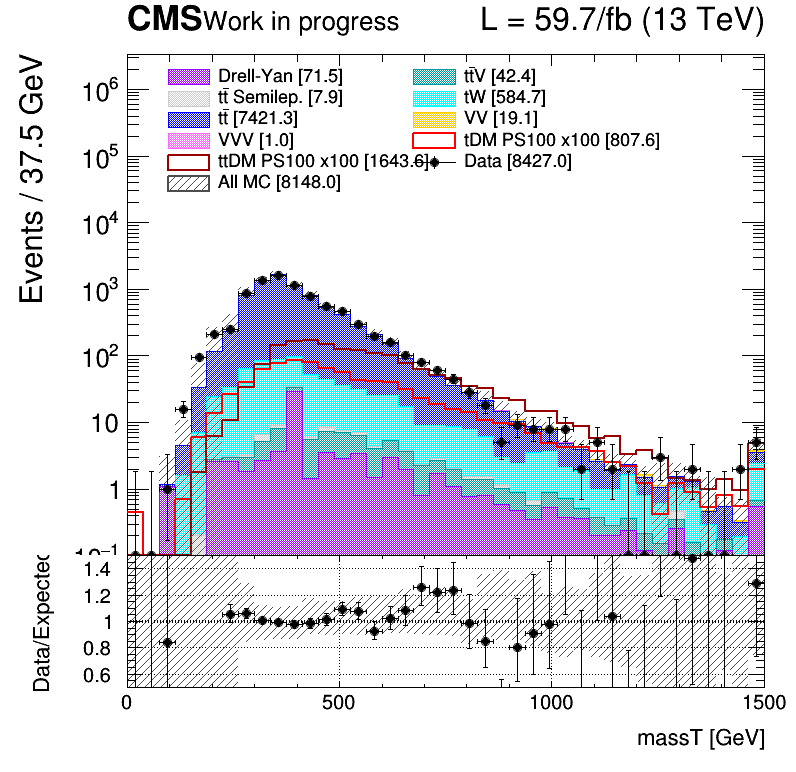 CMS Work in progress L = 59.7/fb (13 TeV)
Events / 37.5 GeV
10⁶
10⁵
10⁴
10³
10²
10
1
10⁻¹
Drell-Yan [71.5]
tt̄V [42.4]
tt̄ Semilep. [7.9]
tW [584.7]
tt̄ [7421.3]
VV [19.1]
VVV [1.0]
tDM PS100 x100 [807.6]
ttDM PS100 x100 [1643.6]
Data [8427.0]
All MC [8148.0]
Data/Expected
1.4
1.2
1
0.8
0.6
0 500 1000 1500
massT [GeV]